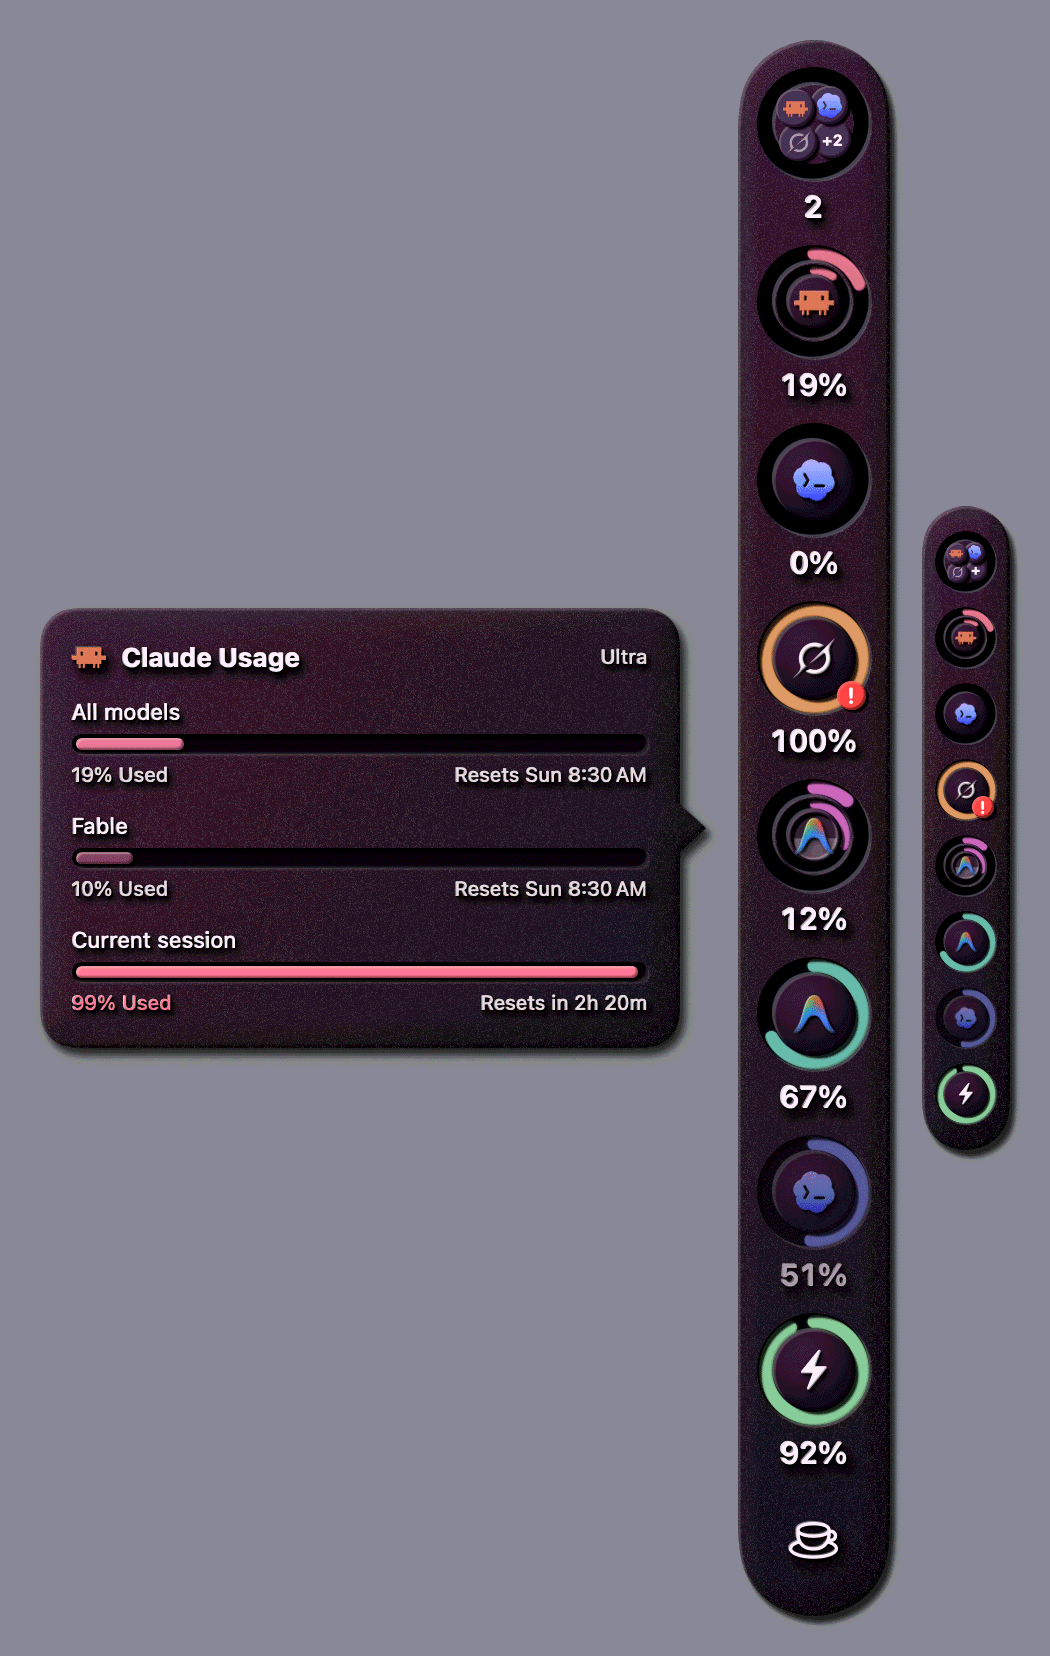 Claude Usage
Ultra
All models
19% Used
Resets Sun 8:30 AM
Fable
10% Used
Resets Sun 8:30 AM
Current session
99% Used
Resets in 2h 20m
+2
2
19%
0%
!
100%
12%
67%
51%
92%
+
!